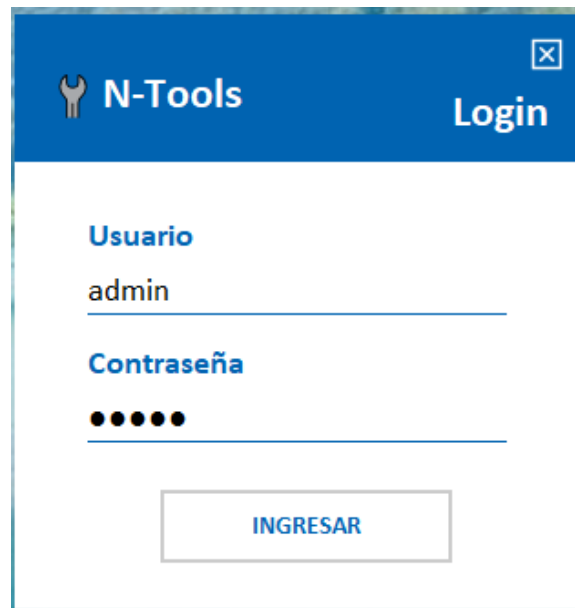 N-Tools
Login
Usuario
admin
Contraseña
●●●●●
INGRESAR